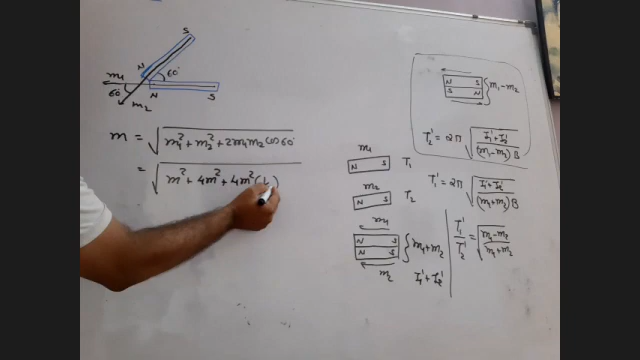 S
N
60°
m₁
60°
N
S
m₂
m = √(m₁² + m₂² + 2m₁m₂ cos 60°)
= √(m² + 4m² + 4m² (1
N S
S N
m₁-m₂
T₂' = 2π √((I₁'+I₂')/((m₁-m₂)B))
m₁
N S T₁
m₂
N S T₂
T₁' = 2π √((I₁'+I₂')/((m₁+m₂)B))
m₁
N S
N S
m₂
m₁+m₂
I₁'+I₂'
T₁'/T₂' = √((m₁-m₂)/(m₁+m₂))